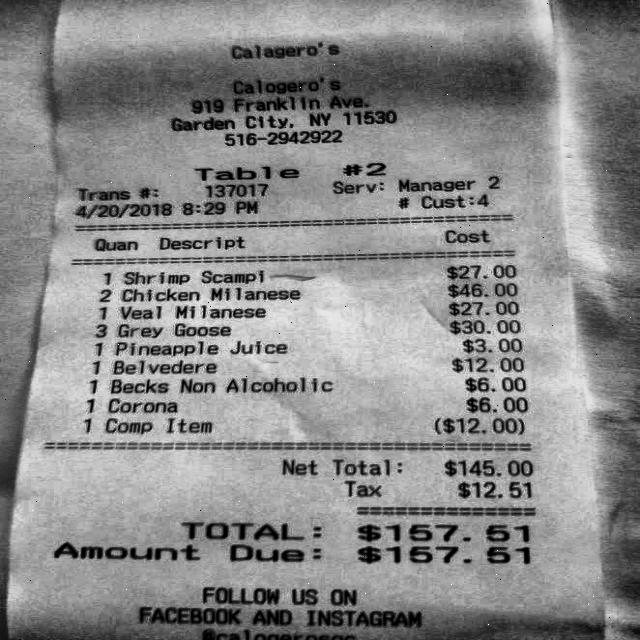 Calagero's
Calogero's
919 Franklin Ave.
Garden City, NY 11530
516-2942922
Table #2
Trans #: 137017 Serv: Manager 2
4/20/2018 8:29 PM # Cust:4
Quan Descript Cost
1 Shrimp Scampi $27.00
2 Chicken Milanese $46.00
1 Veal Milanese $27.00
3 Grey Goose $30.00
1 Pineapple Juice $3.00
1 Belvedere $12.00
1 Becks Non Alcoholic $6.00
1 Corona $6.00
1 Comp Item ($12.00)
Net Total: $145.00
Tax $12.51
TOTAL: $157.51
Amount Due: $157.51
FOLLOW US ON
FACEBOOK AND INSTAGRAM